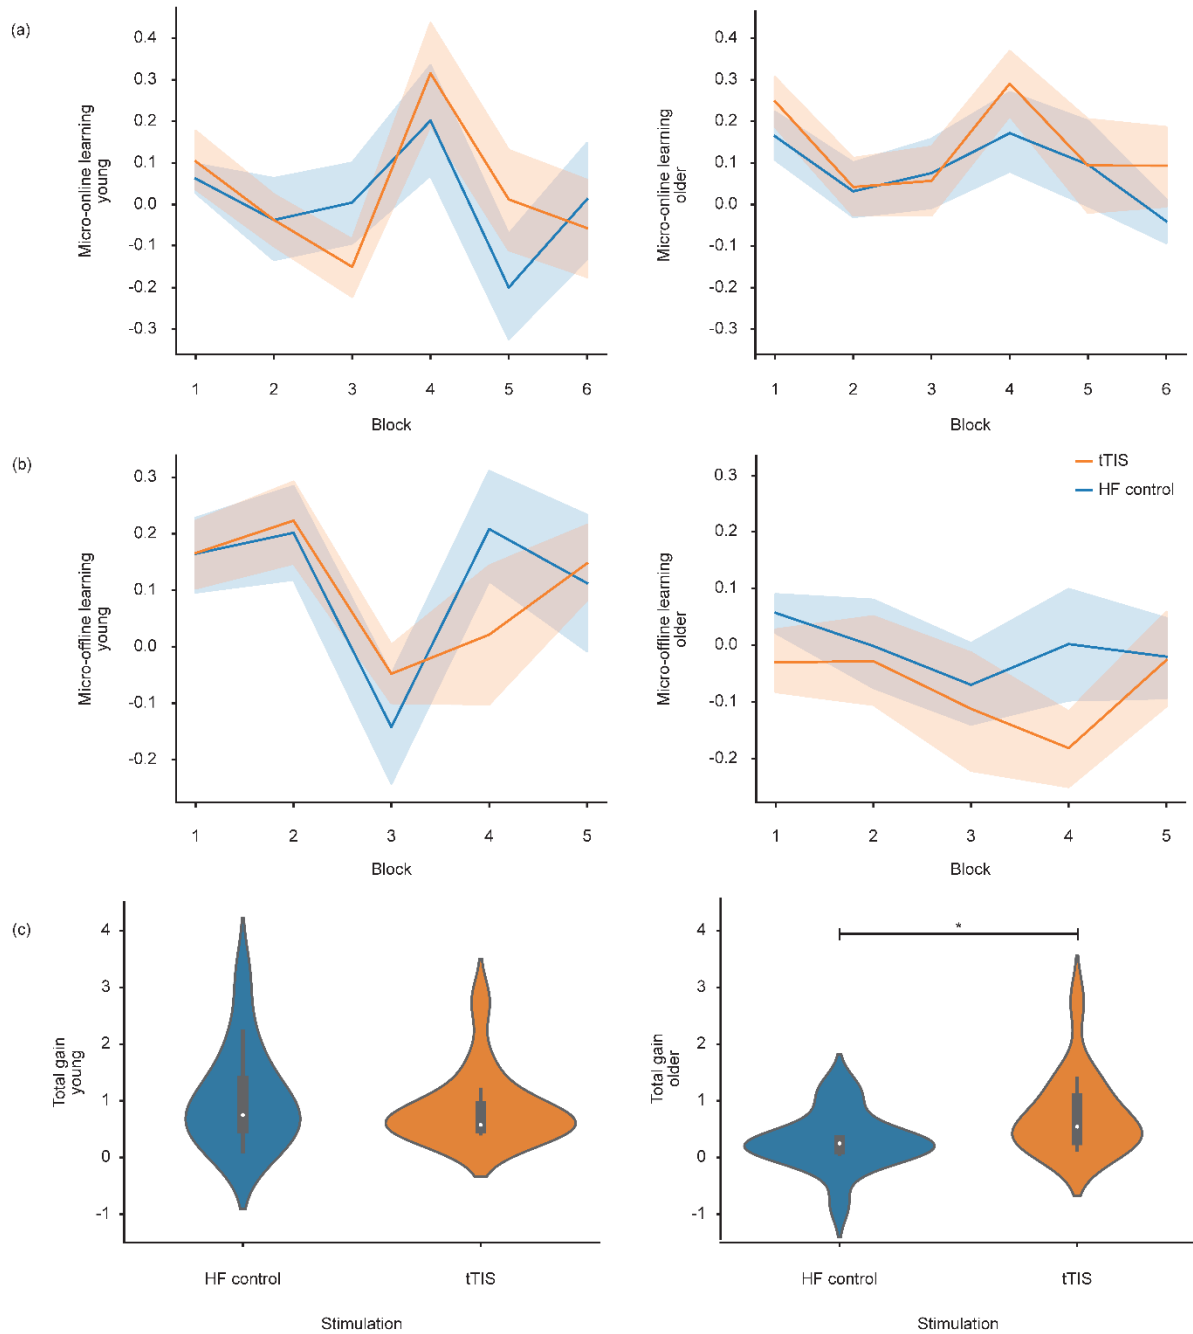 (a)
Micro-online learning
young
0.4
0.3
0.2
0.1
0.0
-0.1
-0.2
-0.3
1 2 3 4 5 6
Block
Micro-online learning
older
0.4
0.3
0.2
0.1
0.0
-0.1
-0.2
-0.3
1 2 3 4 5 6
Block
(b)
Micro-offline learning
young
0.3
0.2
0.1
0.0
-0.1
-0.2
1 2 3 4 5
Block
Micro-offline learning
older
0.3
0.2
0.1
0.0
-0.1
-0.2
1 2 3 4 5
Block
tTIS
HF control
(c)
Total gain
young
4
3
2
1
0
-1
HF control tTIS
Stimulation
Total gain
older
4
3
2
1
0
-1
*
HF control tTIS
Stimulation